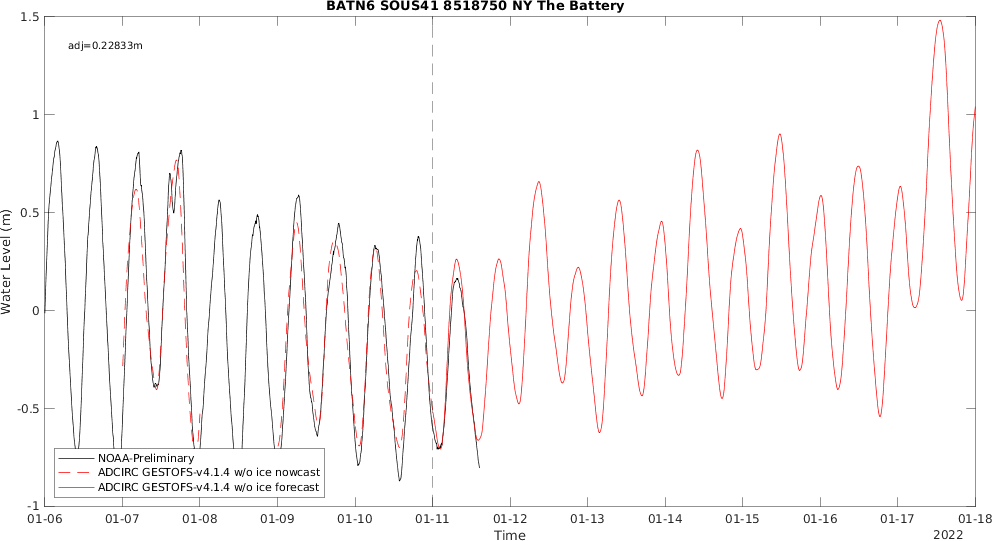 BATN6 SOUS41 8518750 NY The Battery
adj=0.22833m
1.5
1
0.5
0
-0.5
-1
Water Level (m)
NOAA-Preliminary
ADCIRC GESTOFS-v4.1.4 w/o ice nowcast
ADCIRC GESTOFS-v4.1.4 w/o ice forecast
01-06 01-07 01-08 01-09 01-10 01-11 01-12 01-13 01-14 01-15 01-16 01-17 01-18
Time
2022